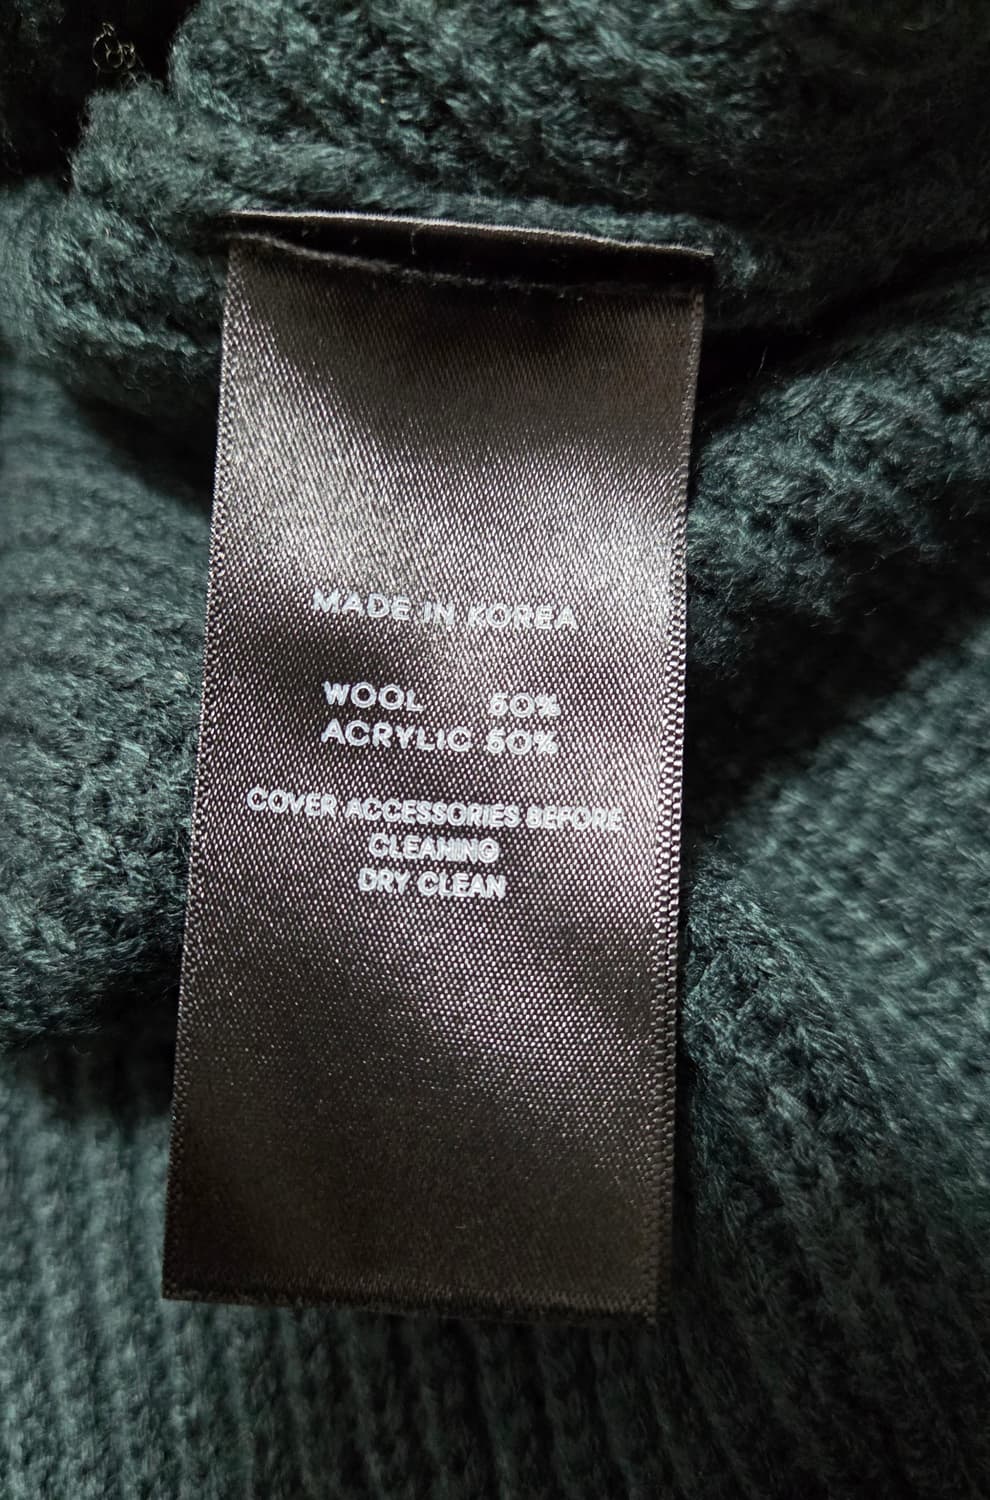 MADE IN KOREA
WOOL 50%
ACRYLIC 50%
COVER ACCESSORIES BEFORE
CLEANING
DRY CLEAN